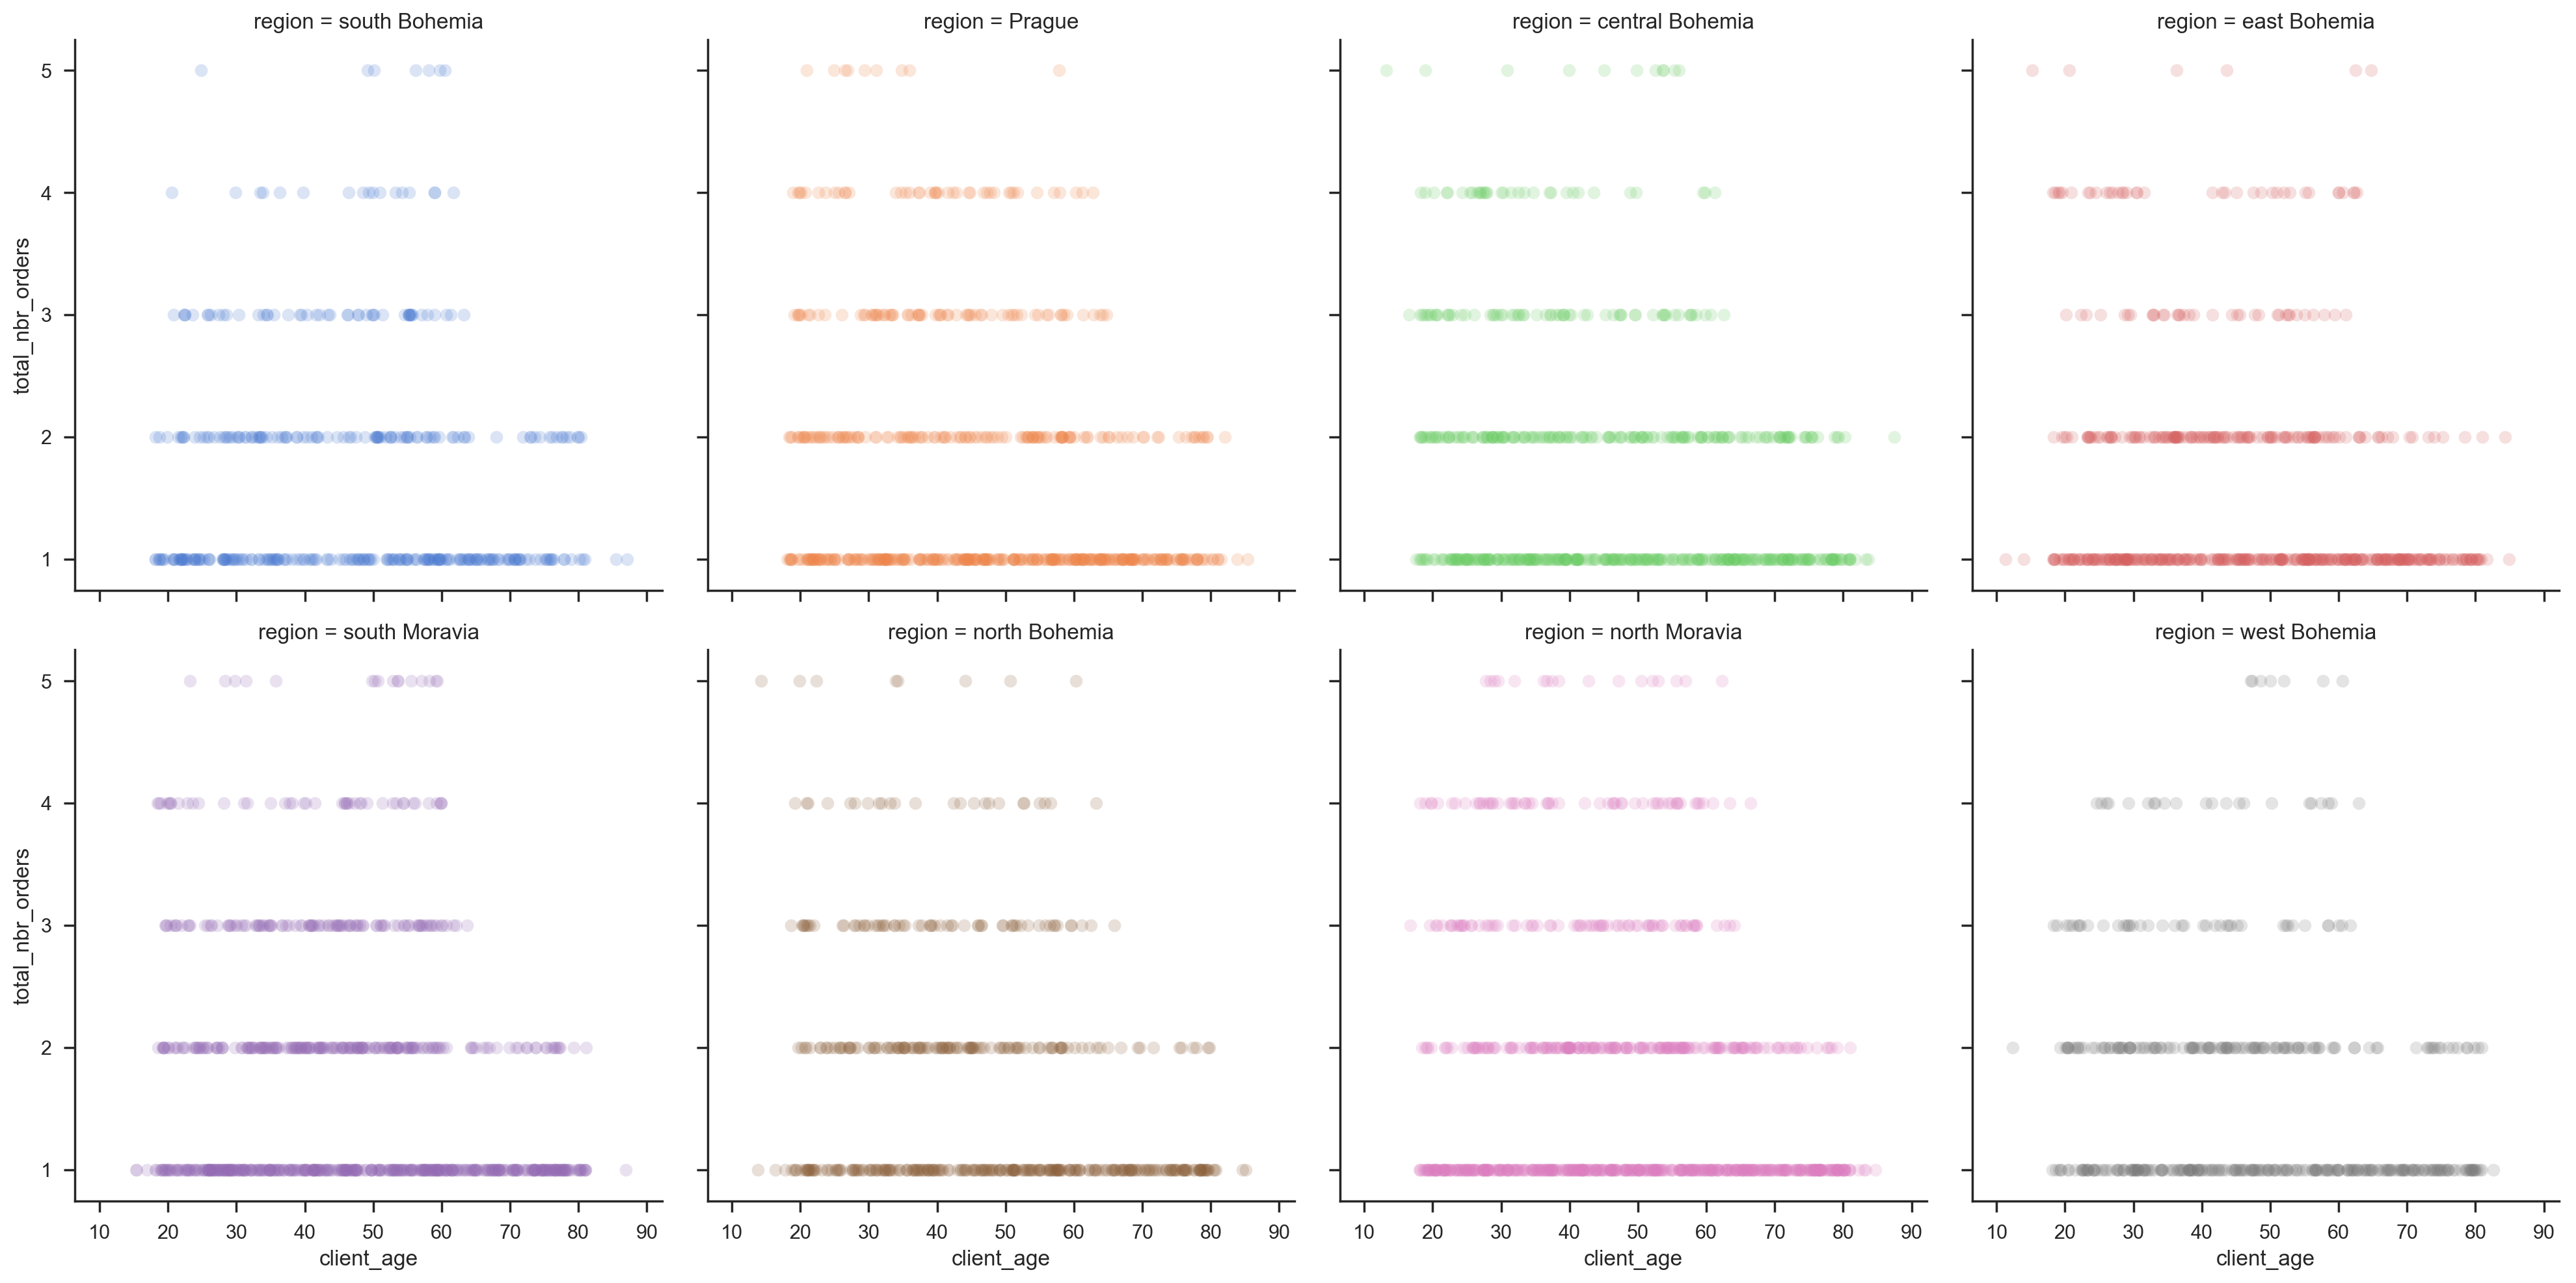 region = south Bohemia
region = Prague
region = central Bohemia
region = east Bohemia
5
4
3
2
1
total_nbr_orders
region = south Moravia
region = north Bohemia
region = north Moravia
region = west Bohemia
5
4
3
2
1
total_nbr_orders
10 20 30 40 50 60 70 80 90
10 20 30 40 50 60 70 80 90
10 20 30 40 50 60 70 80 90
10 20 30 40 50 60 70 80 90
client_age
client_age
client_age
client_age